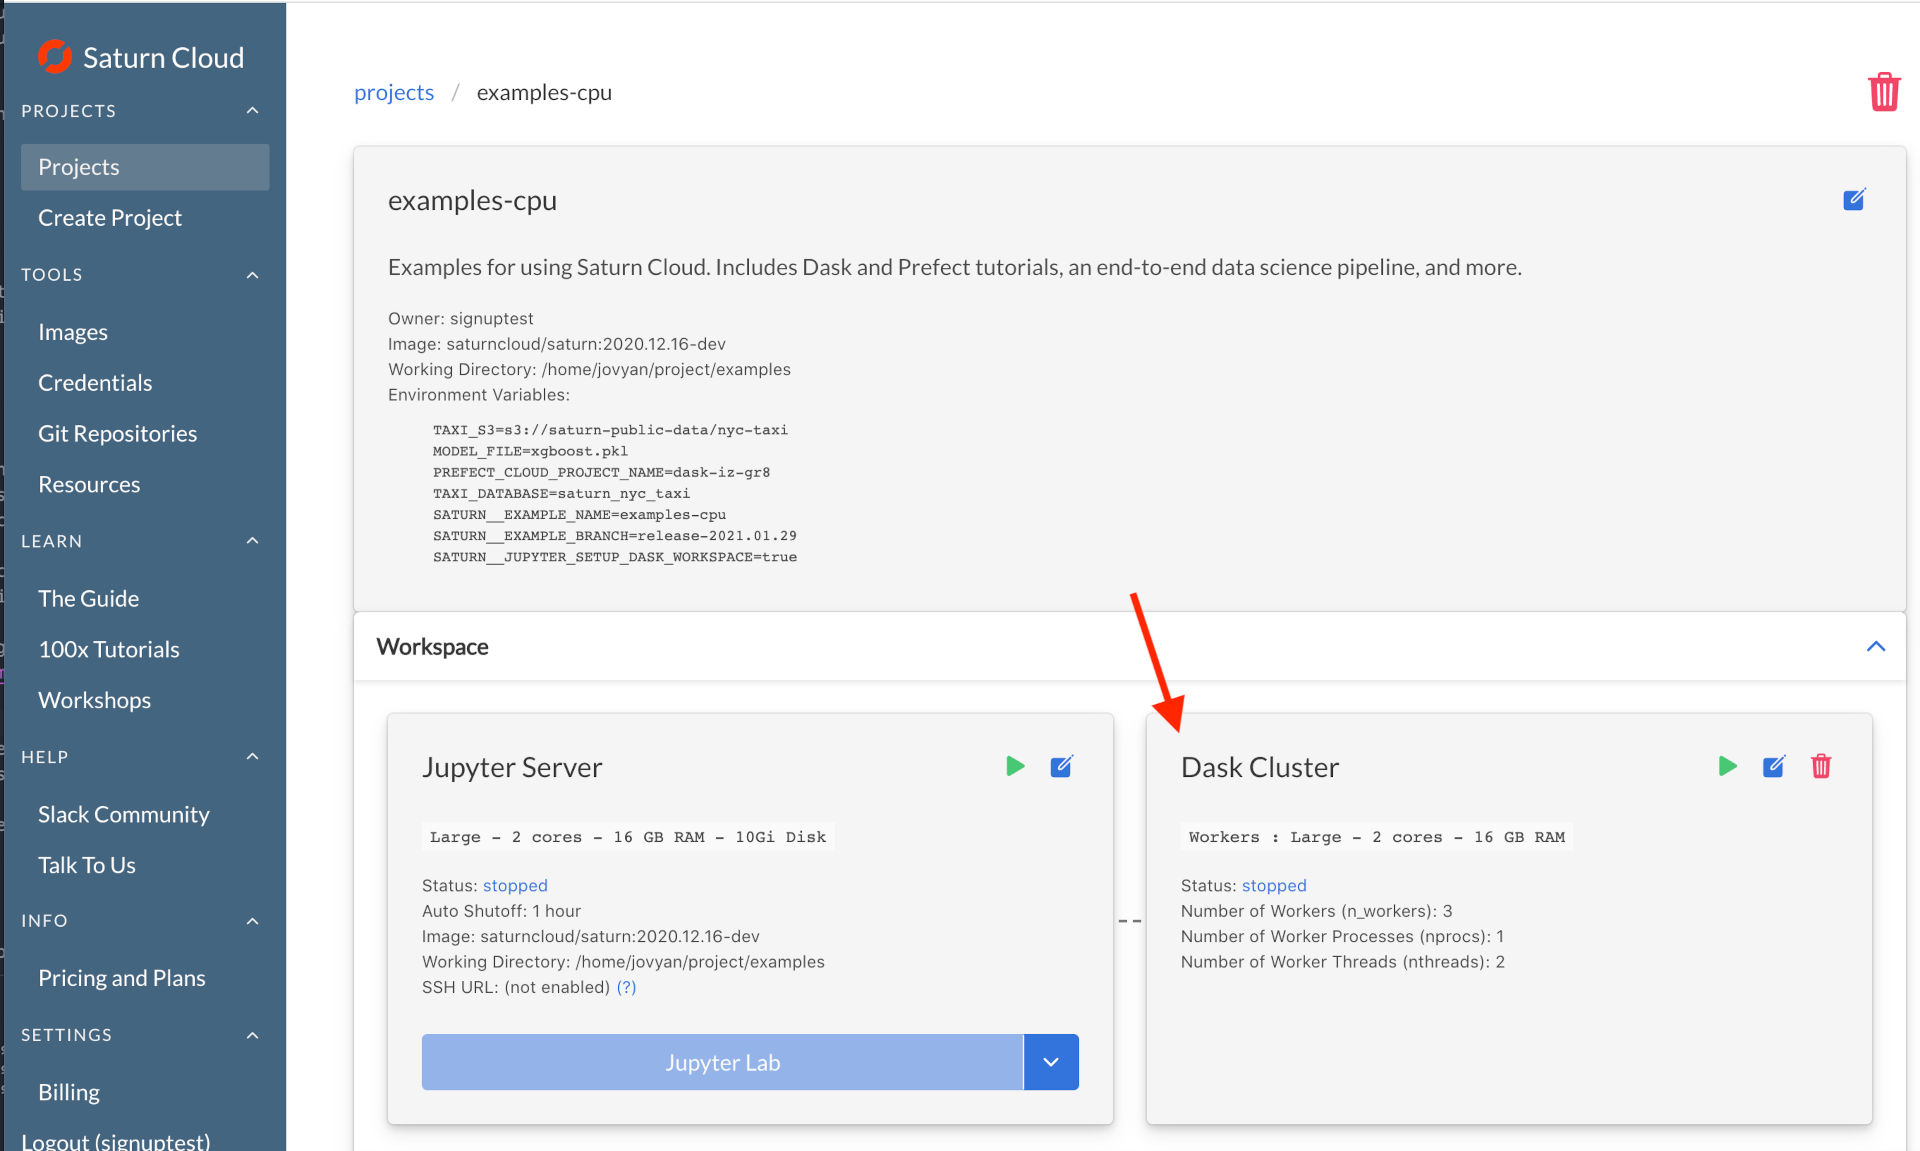 Saturn Cloud
PROJECTS
Projects
Create Project
TOOLS
Images
Credentials
Git Repositories
Resources
LEARN
The Guide
100x Tutorials
Workshops
HELP
Slack Community
Talk To Us
INFO
Pricing and Plans
SETTINGS
Billing
Logout (signuptest)
projects / examples-cpu
examples-cpu
Examples for using Saturn Cloud. Includes Dask and Prefect tutorials, an end-to-end data science pipeline, and more.
Owner: signuptest
Image: saturncloud/saturn:2020.12.16-dev
Working Directory: /home/jovyan/project/examples
Environment Variables:
TAXI_S3=s3://saturn-public-data/nyc-taxi
MODEL_FILE=xgboost.pkl
PREFECT_CLOUD_PROJECT_NAME=dask-iz-gr8
TAXI_DATABASE=saturn_nyc_taxi
SATURN__EXAMPLE_NAME=examples-cpu
SATURN__EXAMPLE_BRANCH=release-2021.01.29
SATURN__JUPYTER_SETUP_DASK_WORKSPACE=true
Workspace
Jupyter Server
Large - 2 cores - 16 GB RAM - 10Gi Disk
Status: stopped
Auto Shutoff: 1 hour
Image: saturncloud/saturn:2020.12.16-dev
Working Directory: /home/jovyan/project/examples
SSH URL: (not enabled) (?)
Jupyter Lab
Dask Cluster
Workers : Large - 2 cores - 16 GB RAM
Status: stopped
Number of Workers (n_workers): 3
Number of Worker Processes (nprocs): 1
Number of Worker Threads (nthreads): 2